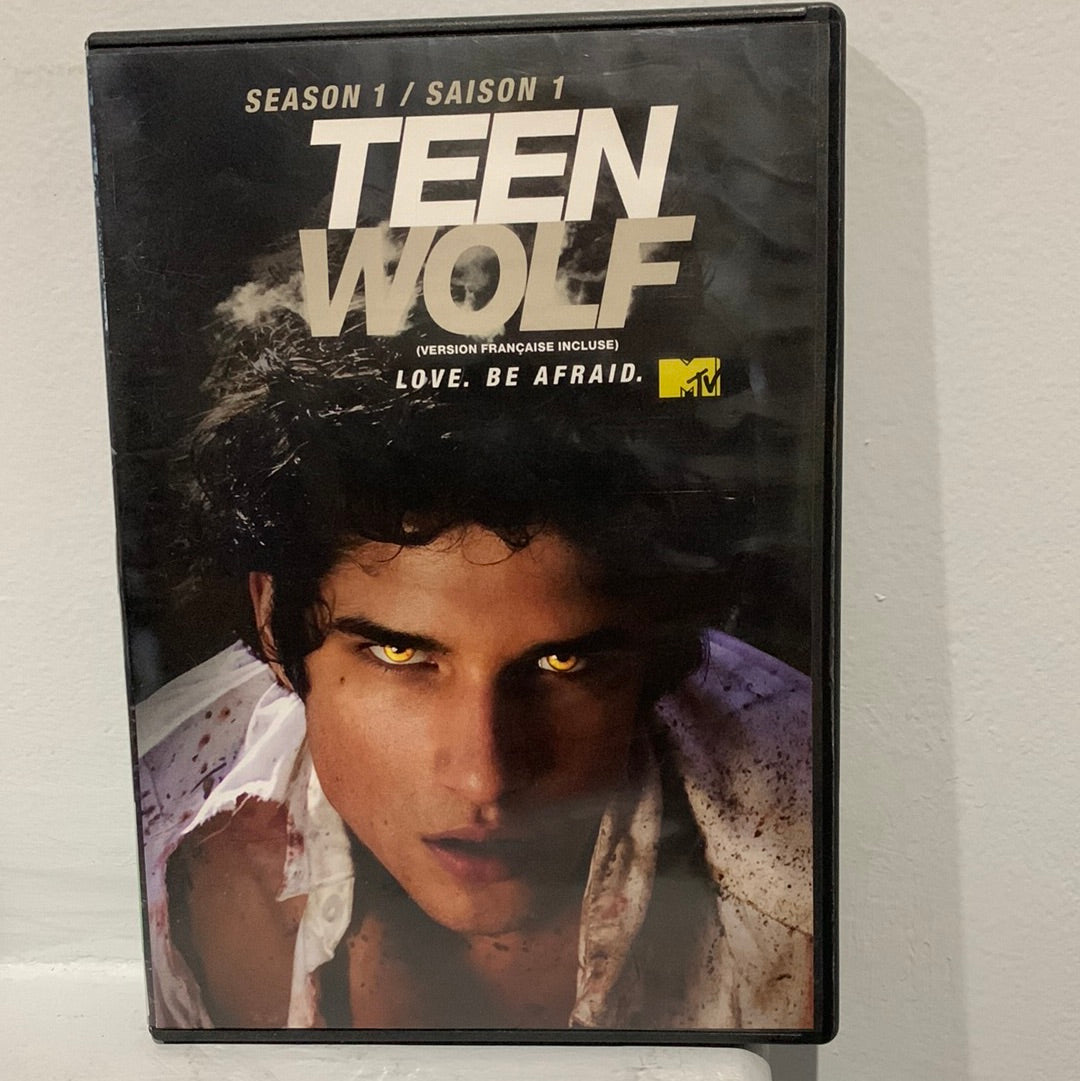 SEASON 1 / SAISON 1
TEEN
WOLF
(VERSION FRANÇAISE INCLUSE)
LOVE. BE AFRAID.
MTV